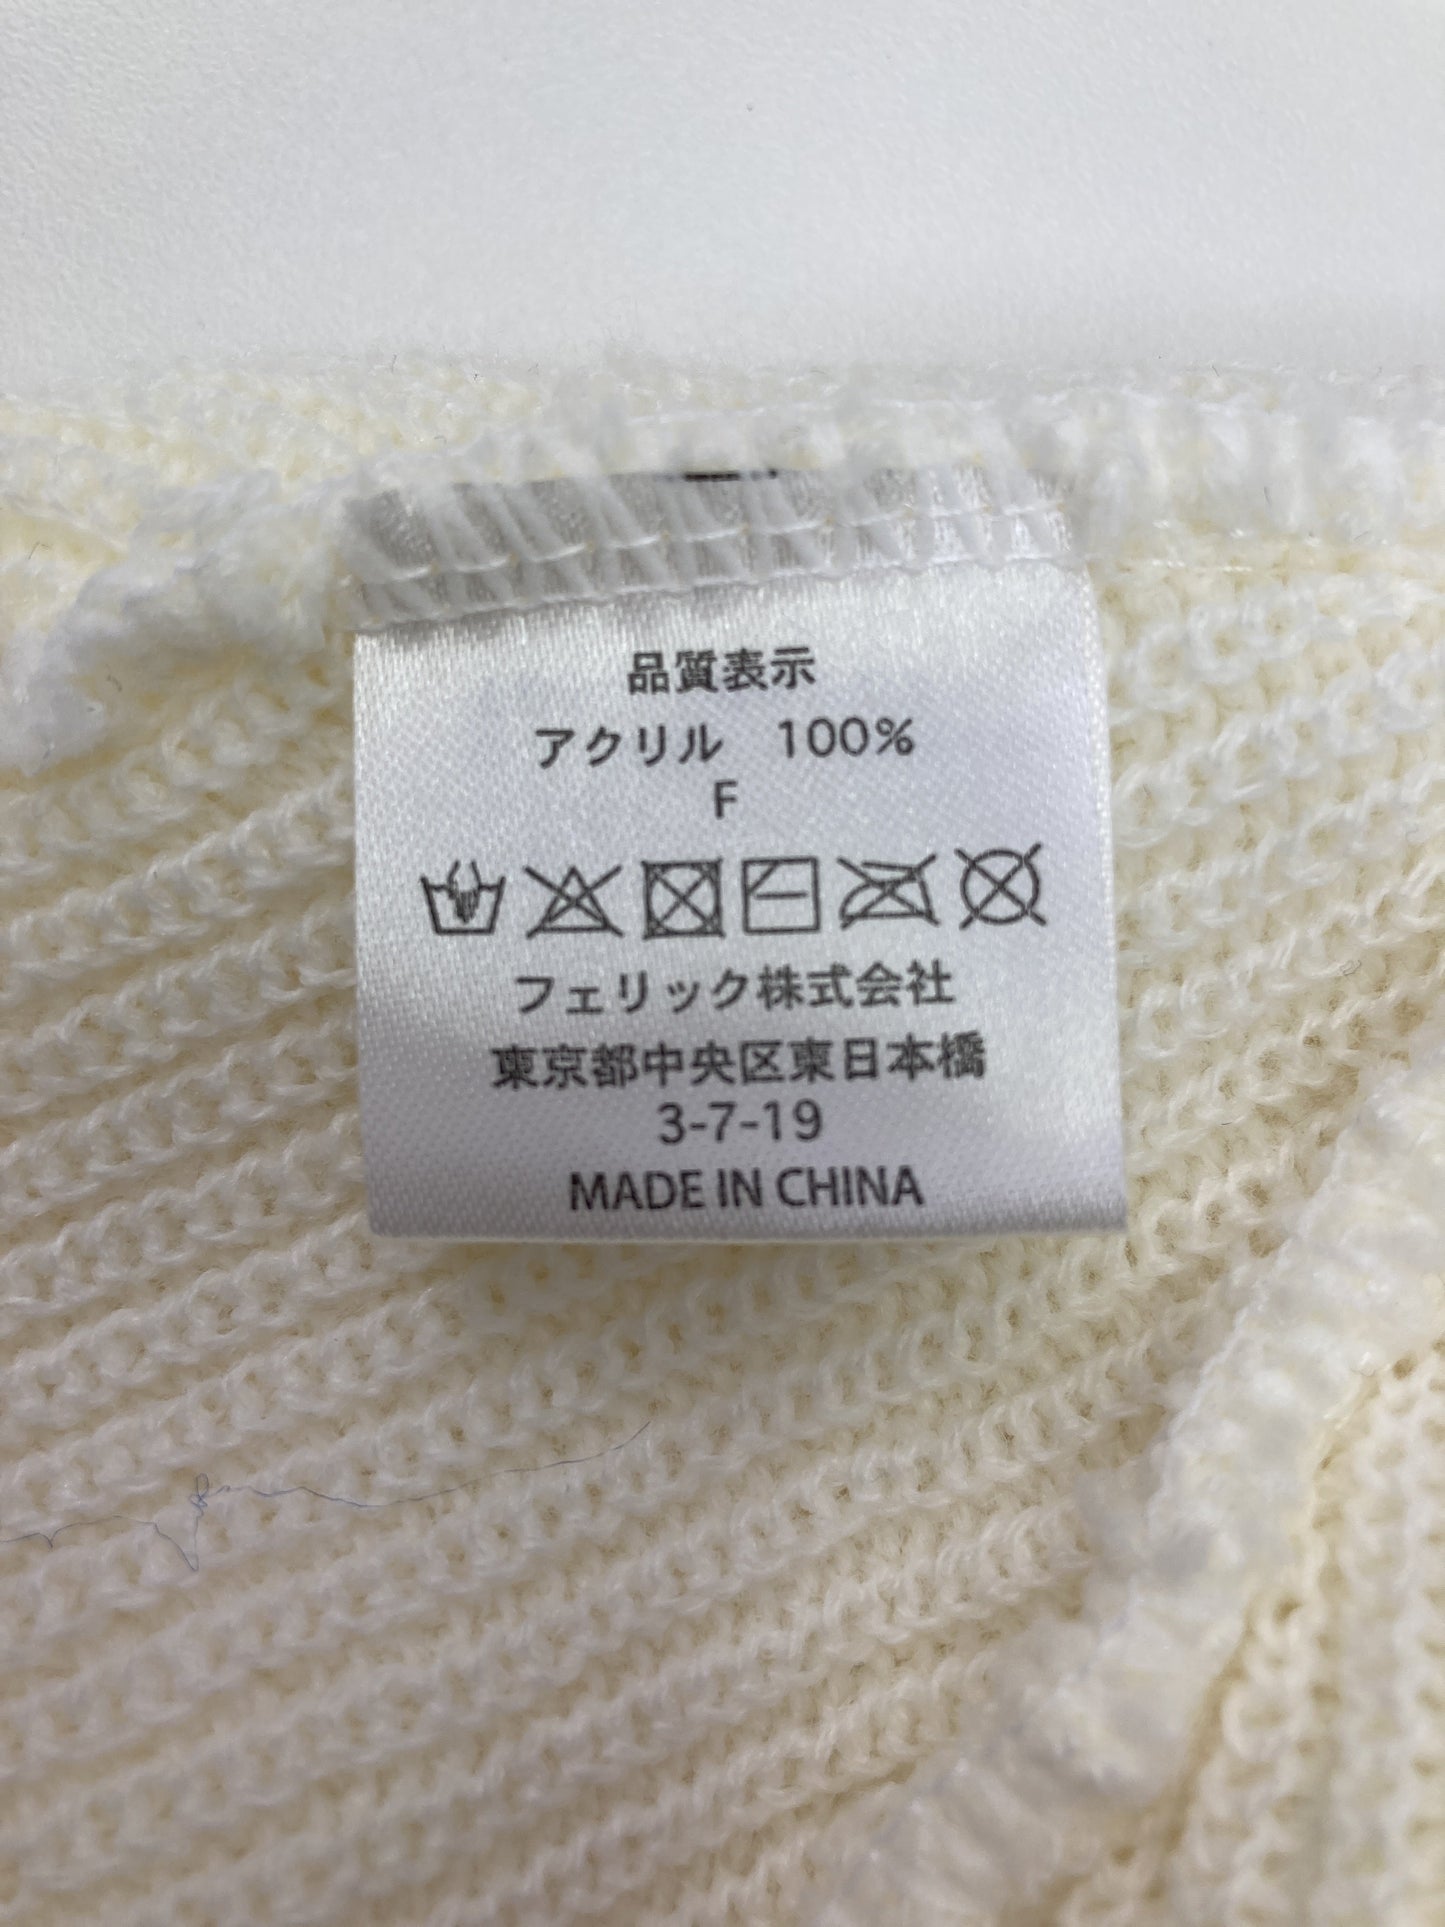 品質表示
アクリル 100%
F
フェリック株式会社
東京都中央区東日本橋
3-7-19
MADE IN CHINA